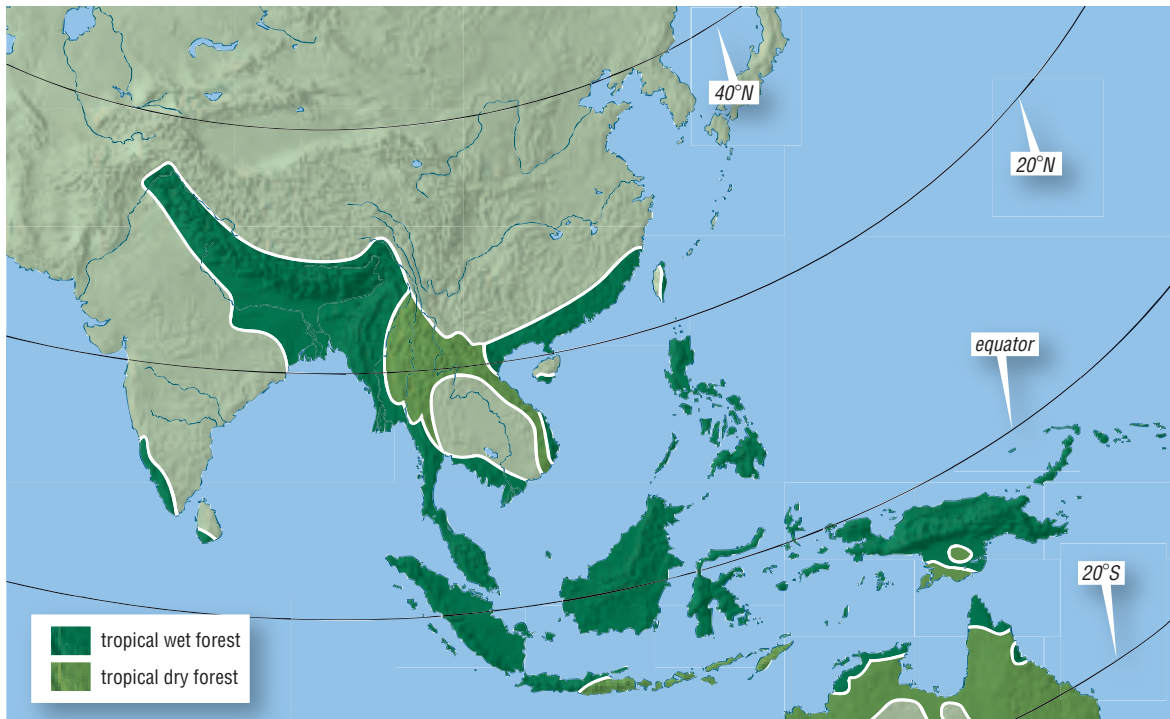 40°N
20°N
equator
20°S
tropical wet forest
tropical dry forest